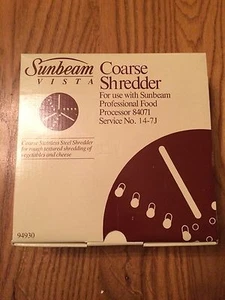 Sunbeam
VISTA
Coarse
Shredder
For use with Sunbeam
Professional Food
Processor 84071
Service No. 14-7J
Coarse Stainless Steel Shredder
for rough textured shredding of
vegetables and cheese
94930